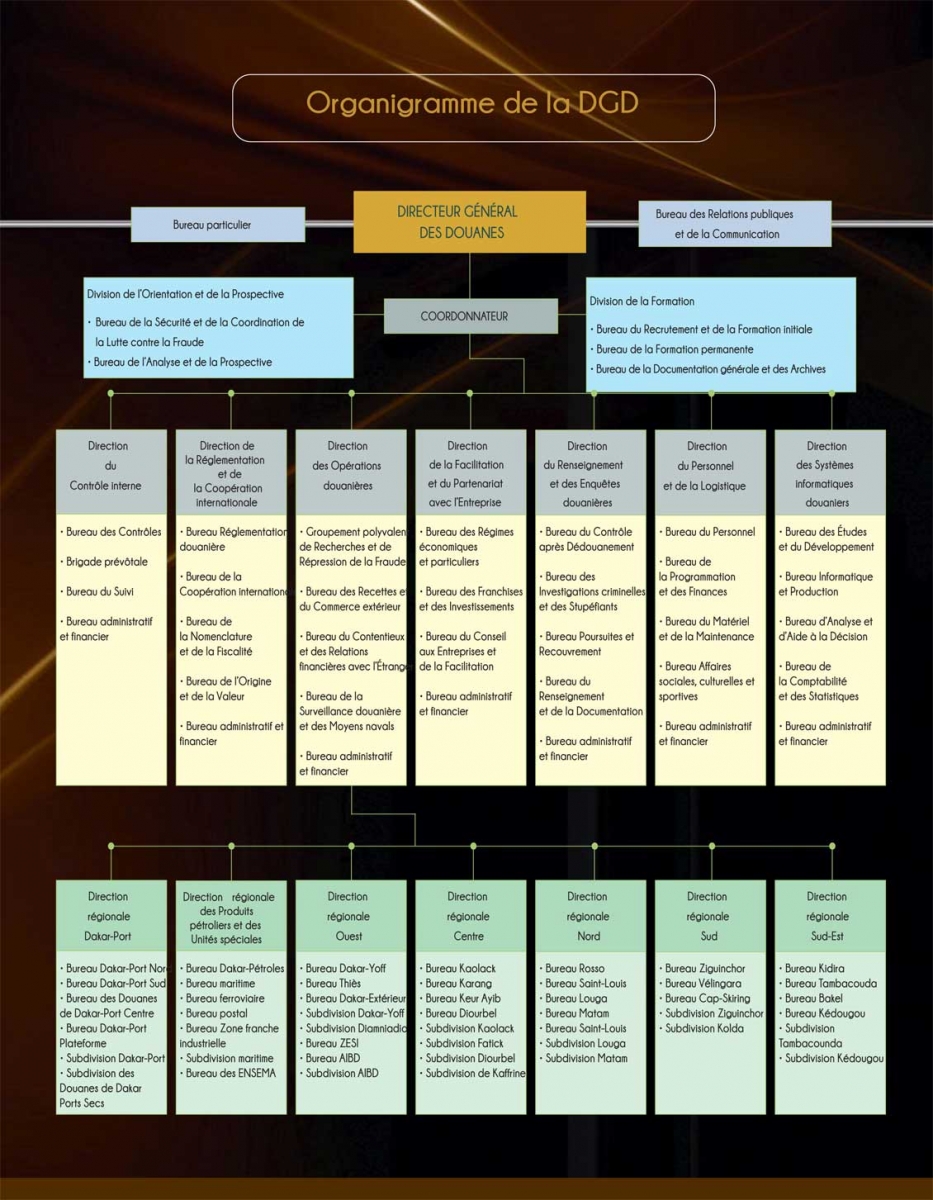 Organigramme de la DGD
Bureau particulier
DIRECTEUR GÉNÉRAL
DES DOUANES
Bureau des Relations publiques
et de la Communication
Division de l'Orientation et de la Prospective
• Bureau de la Sécurité et de la Coordination de
la Lutte contre la Fraude
• Bureau de l'Analyse et de la Prospective
COORDONNATEUR
Division de la Formation
• Bureau du Recrutement et de la Formation initiale
• Bureau de la Formation permanente
• Bureau de la Documentation générale et des Archives
Direction
du
Contrôle interne
• Bureau des Contrôles
• Brigade prévôtale
• Bureau du Suivi
• Bureau administratif
et financier
Direction de
la Réglementation
et de
la Coopération
internationale
• Bureau Réglementation
douanière
• Bureau de la
Coopération internation
• Bureau de
la Nomenclature
et de la Fiscalité
• Bureau de l'Origine
et de la Valeur
• Bureau administratif et
financier
Direction
des Opérations
douanières
• Groupement polyvalen
de Recherches et de
Répression de la Fraude
• Bureau des Recettes et
du Commerce extérieur
• Bureau du Contentieux
et des Relations
financières avec l'Étrange
• Bureau de la
Surveillance douanière
et des Moyens navals
• Bureau administratif
et financier
Direction
de la Facilitation
et du Partenariat
avec l'Entreprise
• Bureau des Régimes
économiques
et particuliers
• Bureau des Franchises
et des Investissements
• Bureau du Conseil
aux Entreprises et
de la Facilitation
• Bureau administratif
et financier
Direction
du Renseignement
et des Enquêtes
douanières
• Bureau du Contrôle
après Dédouanement
• Bureau des
Investigations criminelles
et des Stupéfiants
• Bureau Poursuites et
Recouvrement
• Bureau du
Renseignement
et de la Documentation
• Bureau administratif
et financier
Direction
du Personnel
et de la Logistique
• Bureau du Personnel
• Bureau de
la Programmation
et des Finances
• Bureau du Matériel
et de la Maintenance
• Bureau Affaires
sociales, culturelles et
sportives
• Bureau administratif
et financier
Direction
des Systèmes
informatiques
douaniers
• Bureau des Études
et du Développement
• Bureau Informatique
et Production
• Bureau d'Analyse et
d'Aide à la Décision
• Bureau de
la Comptabilité
et des Statistiques
• Bureau administratif
et financier
Direction
régionale
Dakar-Port
• Bureau Dakar-Port Nord
• Bureau Dakar-Port Sud
• Bureau des Douanes
de Dakar-Port Centre
• Bureau Dakar-Port
Plateforme
• Subdivision Dakar-Port
• Subdivision des
Douanes de Dakar
Ports Secs
Direction régionale
des Produits
pétroliers et des
Unités spéciales
• Bureau Dakar-Pétroles
• Bureau maritime
• Bureau ferroviaire
• Bureau postal
• Bureau Zone franche
industrielle
• Subdivision maritime
• Bureau des ENSEMA
Direction
régionale
Ouest
• Bureau Dakar-Yoff
• Bureau Thiès
• Bureau Dakar-Extérieur
• Subdivision Dakar-Yoff
• Subdivision Diamniadio
• Bureau ZESI
• Bureau AIBD
• Subdivision AIBD
Direction
régionale
Centre
• Bureau Kaolack
• Bureau Karang
• Bureau Keur Ayib
• Bureau Diourbel
• Subdivision Kaolack
• Subdivision Fatick
• Subdivision Diourbel
• Subdivision de Kaffrine
Direction
régionale
Nord
• Bureau Rosso
• Bureau Saint-Louis
• Bureau Louga
• Bureau Matam
• Bureau Saint-Louis
• Subdivision Louga
• Subdivision Matam
Direction
régionale
Sud
• Bureau Ziguinchor
• Bureau Vélingara
• Bureau Cap-Skiring
• Subdivision Ziguinchor
• Subdivision Kolda
Direction
régionale
Sud-Est
• Bureau Kidira
• Bureau Tambacouda
• Bureau Bakel
• Bureau Kédougou
• Subdivision
Tambacounda
• Subdivision Kédougou